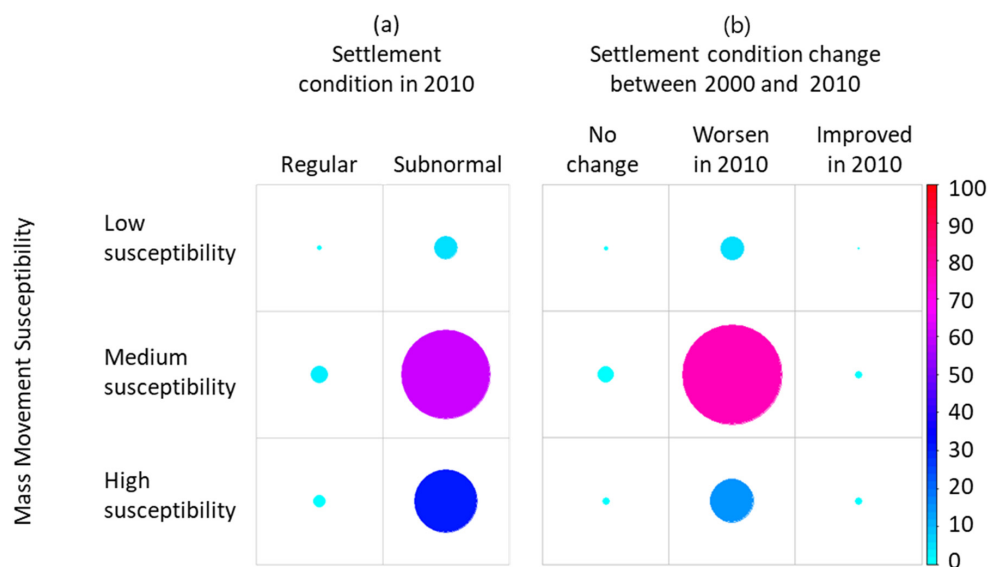 (a)
Settlement
condition in 2010
(b)
Settlement condition change
between 2000 and 2010
Regular
Subnormal
No
change
Worsen
in 2010
Improved
in 2010
Mass Movement Susceptibility
Low
susceptibility
Medium
susceptibility
High
susceptibility
100
90
80
70
60
50
40
30
20
10
0